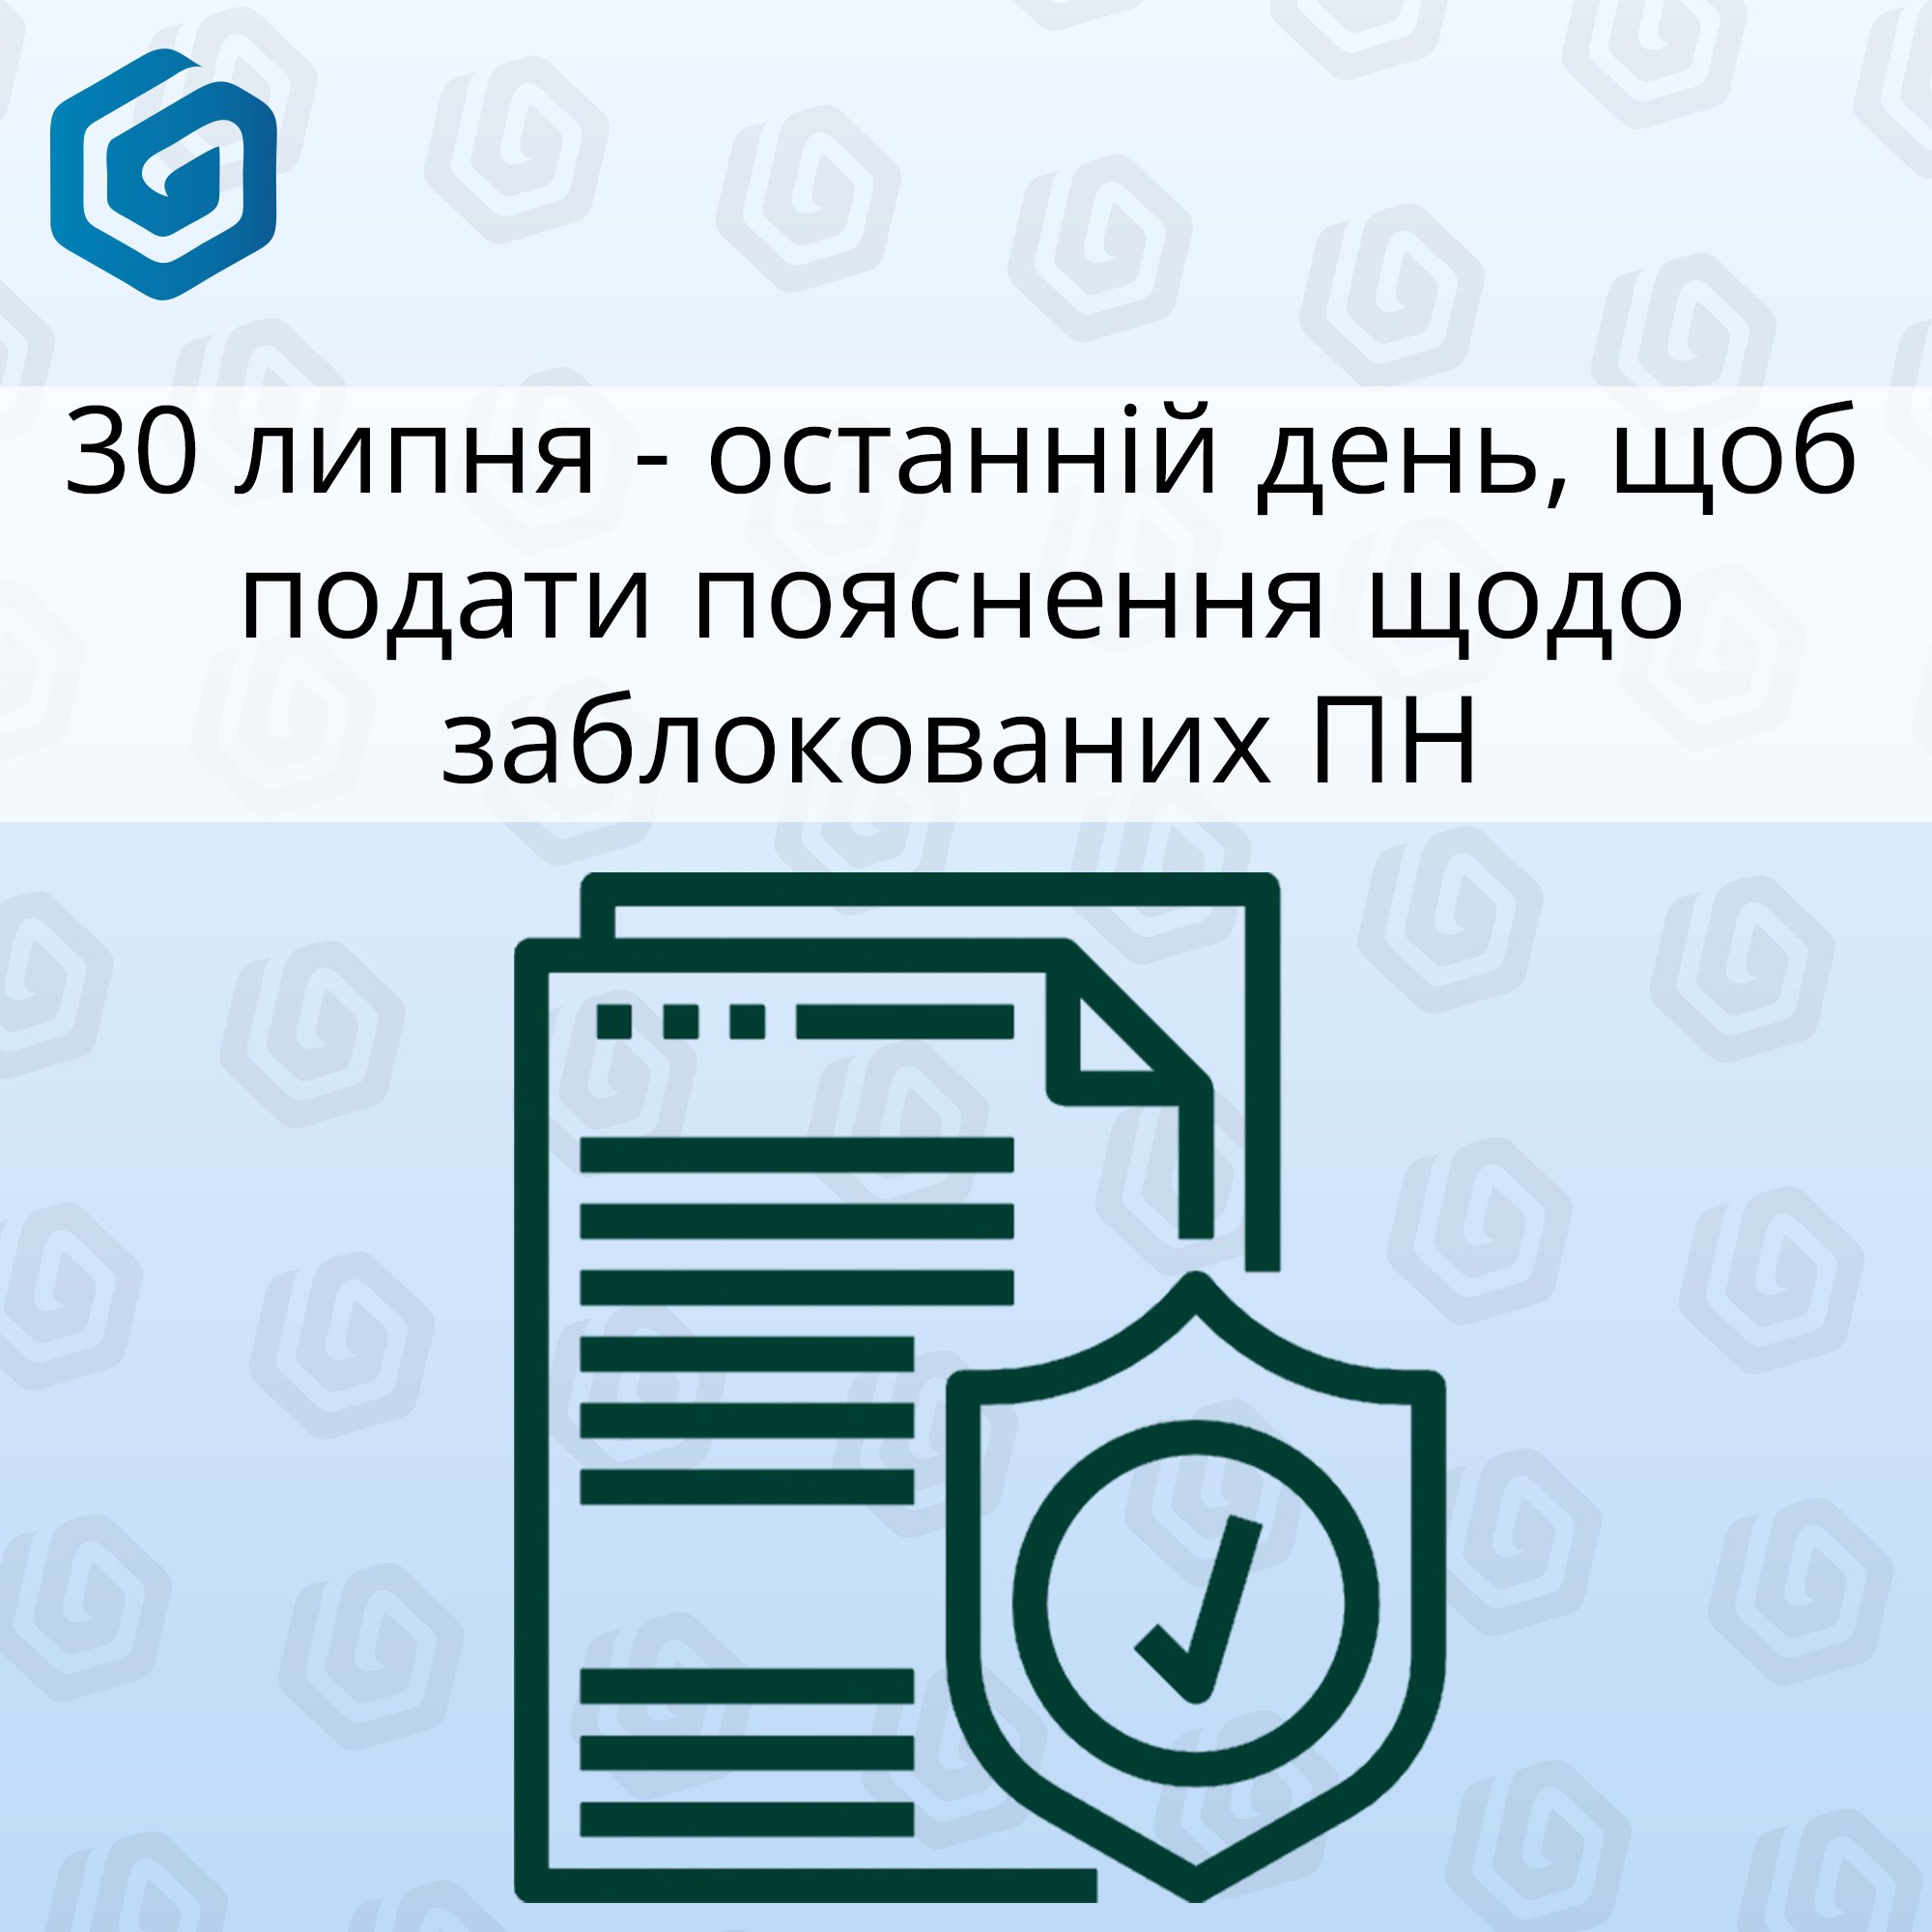 30 липня - останній день, щоб
подати пояснення щодо
заблокованих ПН